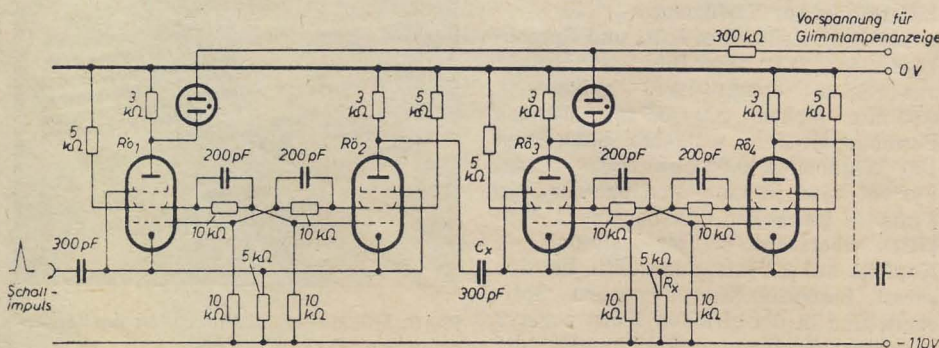 Vorspannung für
Glimmlampenanzeige
300 kΩ
0 V
5
kΩ
3
kΩ
3
kΩ
5
kΩ
5
kΩ
3
kΩ
3
kΩ
5
kΩ
Rö1
Rö2
Rö3
Rö4
200 pF
200 pF
200 pF
200 pF
10 kΩ
10 kΩ
10 kΩ
10 kΩ
300 pF
Schalt-
impuls
5 kΩ
Cx
300 pF
5 kΩ
Rx
10
kΩ
10
kΩ
10
kΩ
10
kΩ
-110V